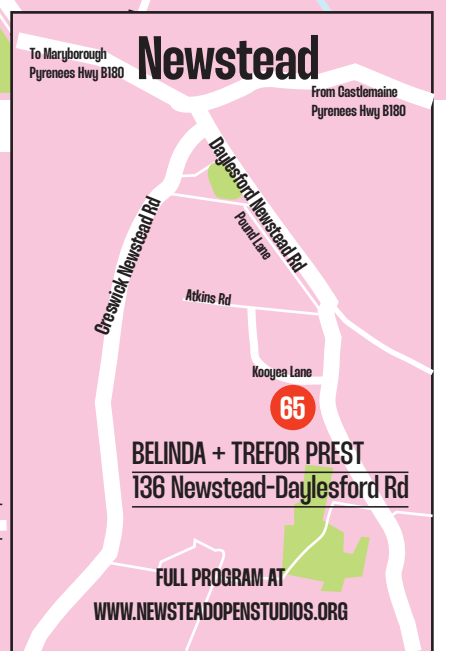 Newstead
To Maryborough
Pyrenees Hwy B180
From Castlemaine
Pyrenees Hwy B180
Daylesford Newstead Rd
Pound Lane
Creswick Newstead Rd
Atkins Rd
Kooyea Lane
65
BELINDA + TREFOR PREST
136 Newstead-Daylesford Rd
FULL PROGRAM AT
WWW.NEWSTEADOPENSTUDIOS.ORG